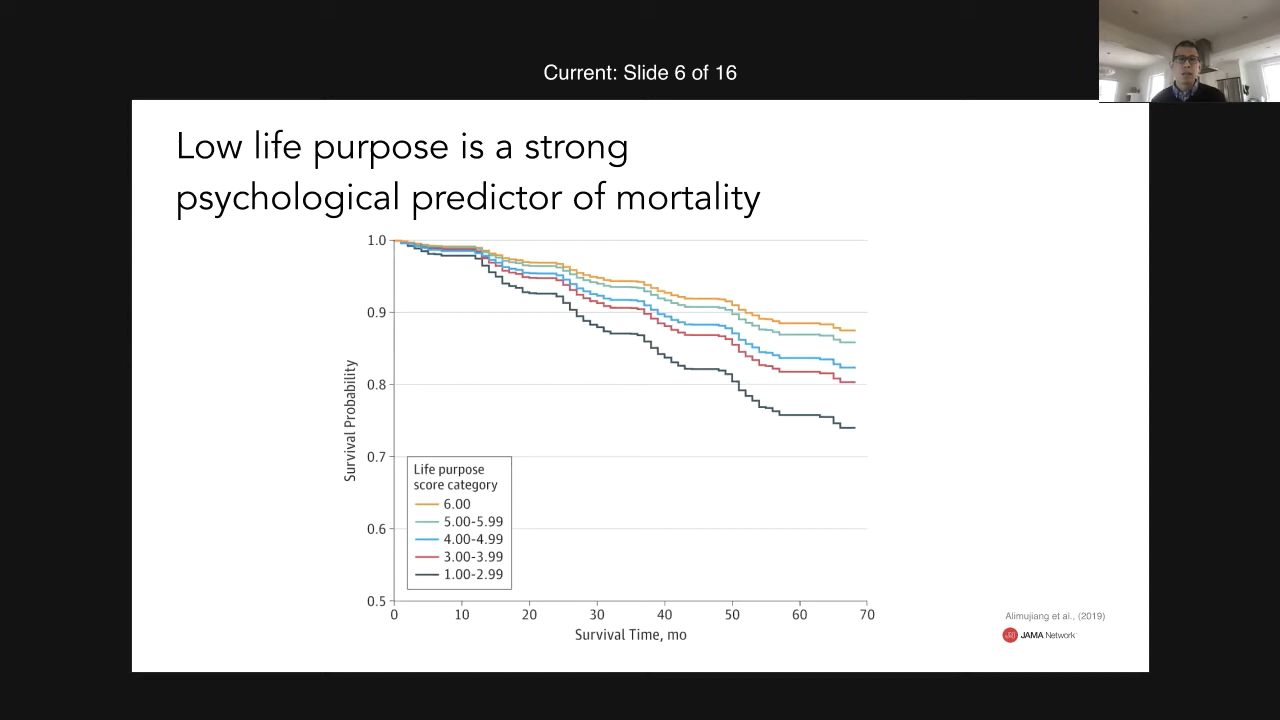 Current: Slide 6 of 16
Low life purpose is a strong
psychological predictor of mortality
1.0
0.9
0.8
0.7
0.6
0.5
Survival Probability
Life purpose
score category
6.00
5.00-5.99
4.00-4.99
3.00-3.99
1.00-2.99
0 10 20 30 40 50 60 70
Survival Time, mo
Alimujiang et al., (2019)
JAMA Network